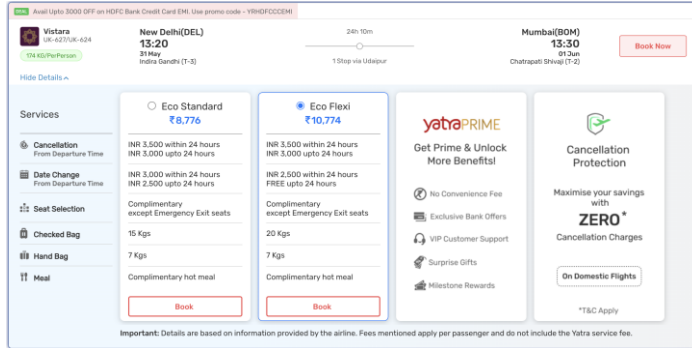 DEAL Avail Upto 3000 OFF on HDFC Bank Credit Card EMI. Use promo code - YRHDFCCCEMI
Vistara
UK-627/UK-624
174 KG/PerPerson
New Delhi(DEL)
13:20
31 May
Indira Gandhi (T-3)
24h 10m
1 Stop via Udaipur
Mumbai(BOM)
13:30
01 Jun
Chatrapati Shivaji (T-2)
Book Now
Hide Details
Services
Cancellation
From Departure Time
Date Change
From Departure Time
Seat Selection
Checked Bag
Hand Bag
Meal
Eco Standard
₹8,776
INR 3,500 within 24 hours
INR 3,000 upto 24 hours
INR 3,000 within 24 hours
INR 2,500 upto 24 hours
Complimentary
except Emergency Exit seats
15 Kgs
7 Kgs
Complimentary hot meal
Book
Eco Flexi
₹10,774
INR 3,500 within 24 hours
INR 3,000 upto 24 hours
INR 2,500 within 24 hours
FREE upto 24 hours
Complimentary
except Emergency Exit seats
20 Kgs
7 Kgs
Complimentary hot meal
Book
yatra PRIME
Get Prime & Unlock
More Benefits!
No Convenience Fee
Exclusive Bank Offers
VIP Customer Support
Surprise Gifts
Milestone Rewards
Cancellation
Protection
Maximise your savings
with
ZERO*
Cancellation Charges
On Domestic Flights
*T&C Apply
Important: Details are based on information provided by the airline. Fees mentioned apply per passenger and do not include the Yatra service fee.